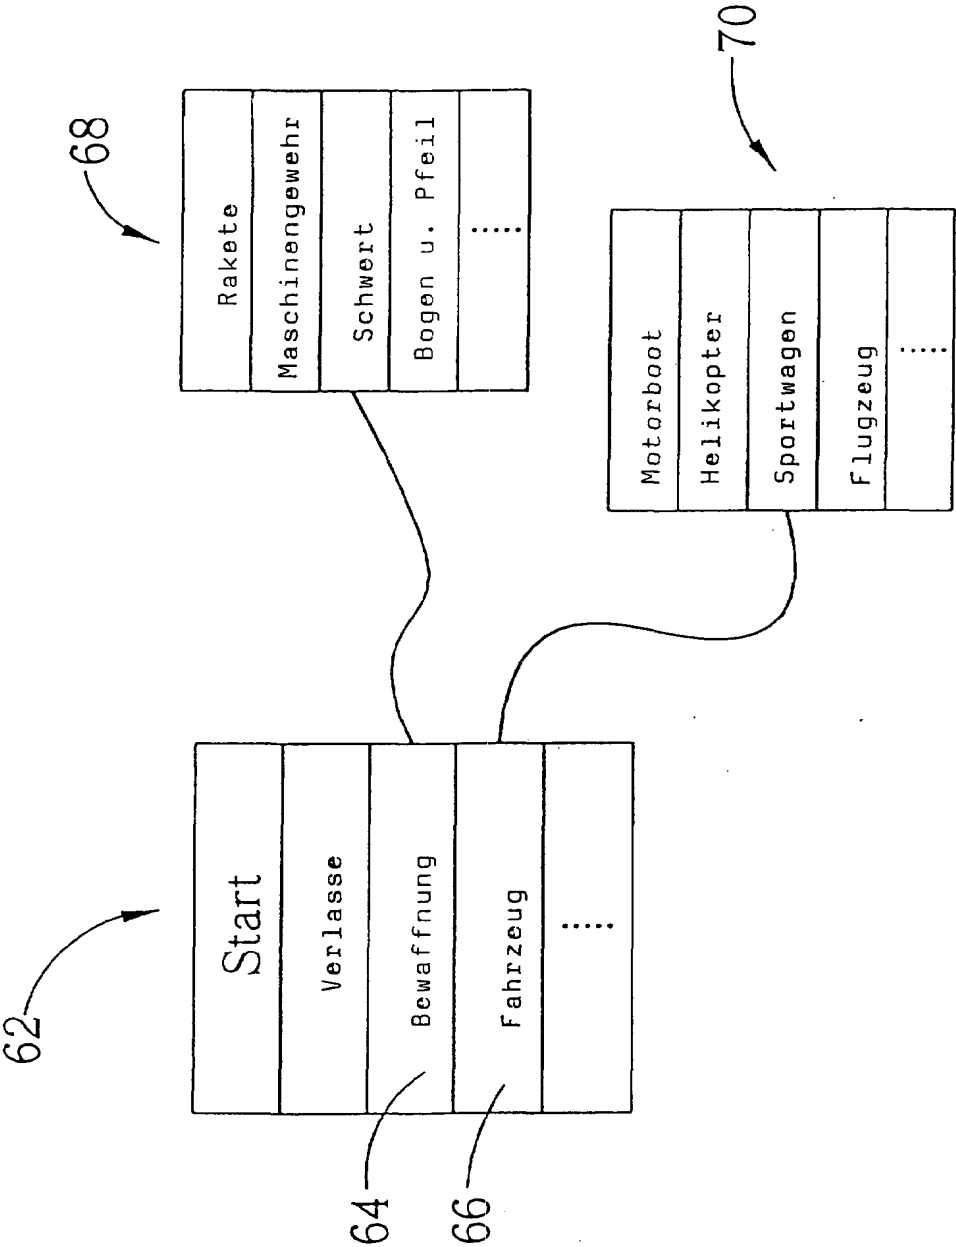 62
Start
Verlasse
Bewaffnung
Fahrzeug
.....
64
66
68
Rakete
Maschinengewehr
Schwert
Bogen u. Pfeil
.....
70
Motorboot
Helikopter
Sportwagen
Flugzeug
.....